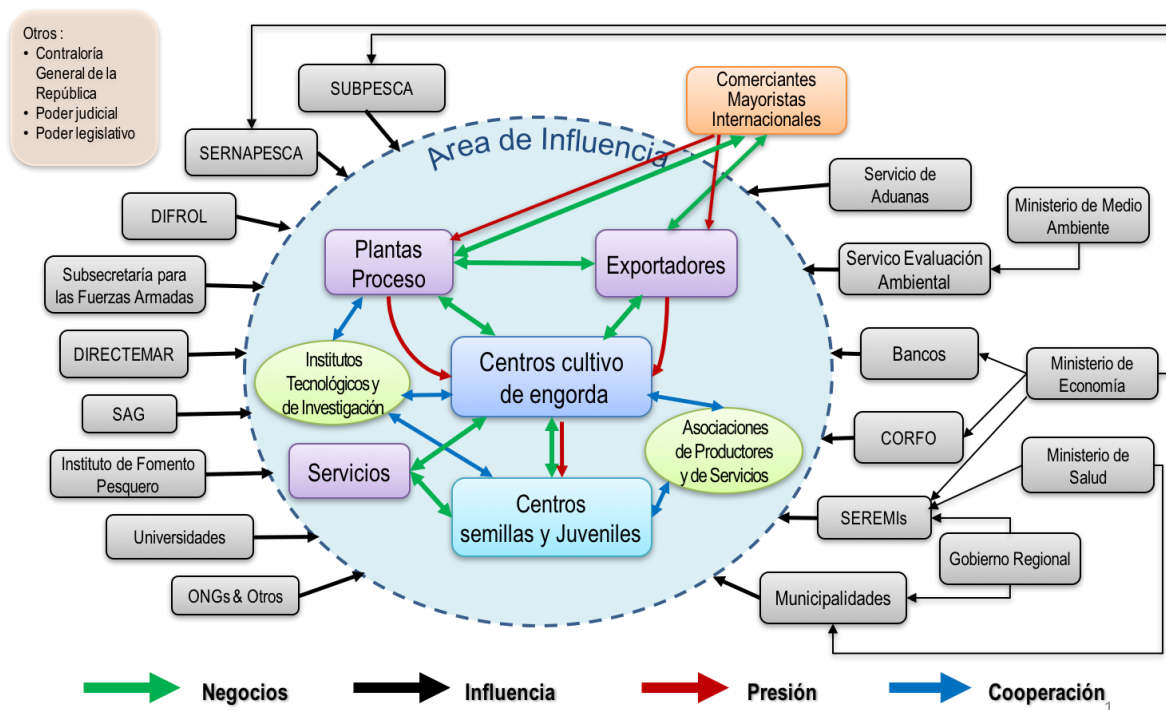 Otros :
• Contraloría
General de la
República
• Poder judicial
• Poder legislativo
SUBPESCA
SERNAPESCA
DIFROL
Subsecretaría para
las Fuerzas Armadas
DIRECTEMAR
SAG
Instituto de Fomento
Pesquero
Universidades
ONGs & Otros
Area de Influencia
Comerciantes
Mayoristas
Internacionales
Plantas
Proceso
Exportadores
Institutos
Tecnológicos y
de Investigación
Centros cultivo
de engorda
Asociaciones
de Productores
y de Servicios
Servicios
Centros
semillas y Juveniles
Servicio de
Aduanas
Ministerio de Medio
Ambiente
Servico Evaluación
Ambiental
Bancos
Ministerio de
Economía
CORFO
Ministerio de
Salud
SEREMIs
Gobierno Regional
Municipalidades
Negocios
Influencia
Presión
Cooperación
1